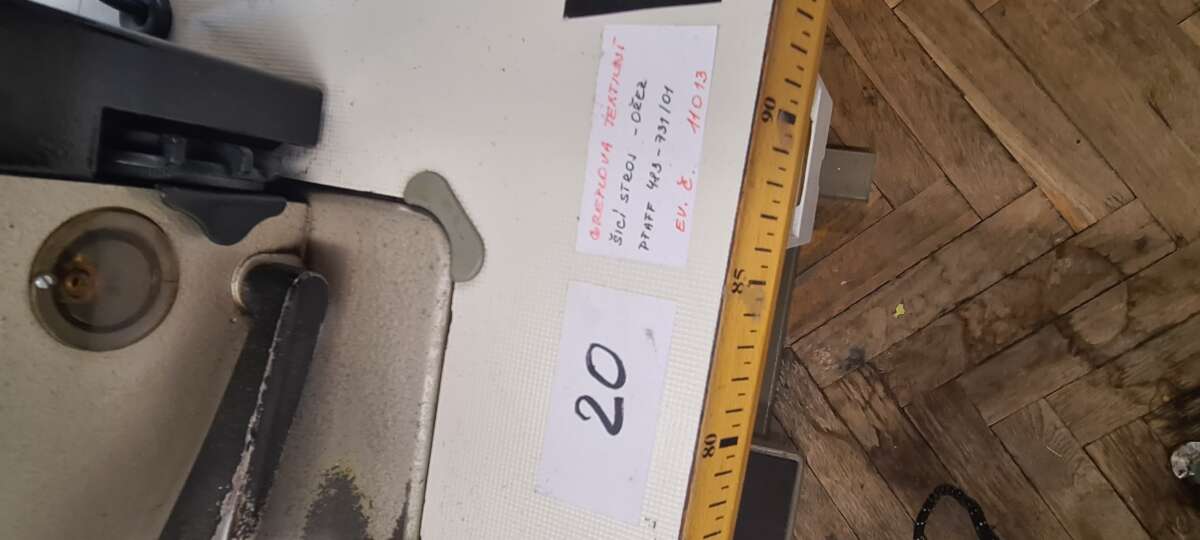 GREPLOVÁ TEXTILNÍ
ŠICÍ STROJ - OŘEZ
PFAFF 483-731/01
EV. Č. 11013
20
90
85
80